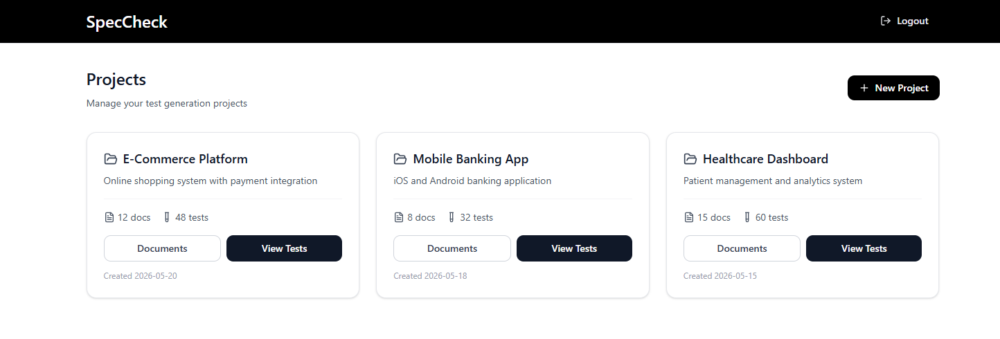 SpecCheck
Logout
Projects
Manage your test generation projects
New Project
E-Commerce Platform
Online shopping system with payment integration
12 docs 48 tests
Documents View Tests
Created 2026-05-20
Mobile Banking App
iOS and Android banking application
8 docs 32 tests
Documents View Tests
Created 2026-05-18
Healthcare Dashboard
Patient management and analytics system
15 docs 60 tests
Documents View Tests
Created 2026-05-15